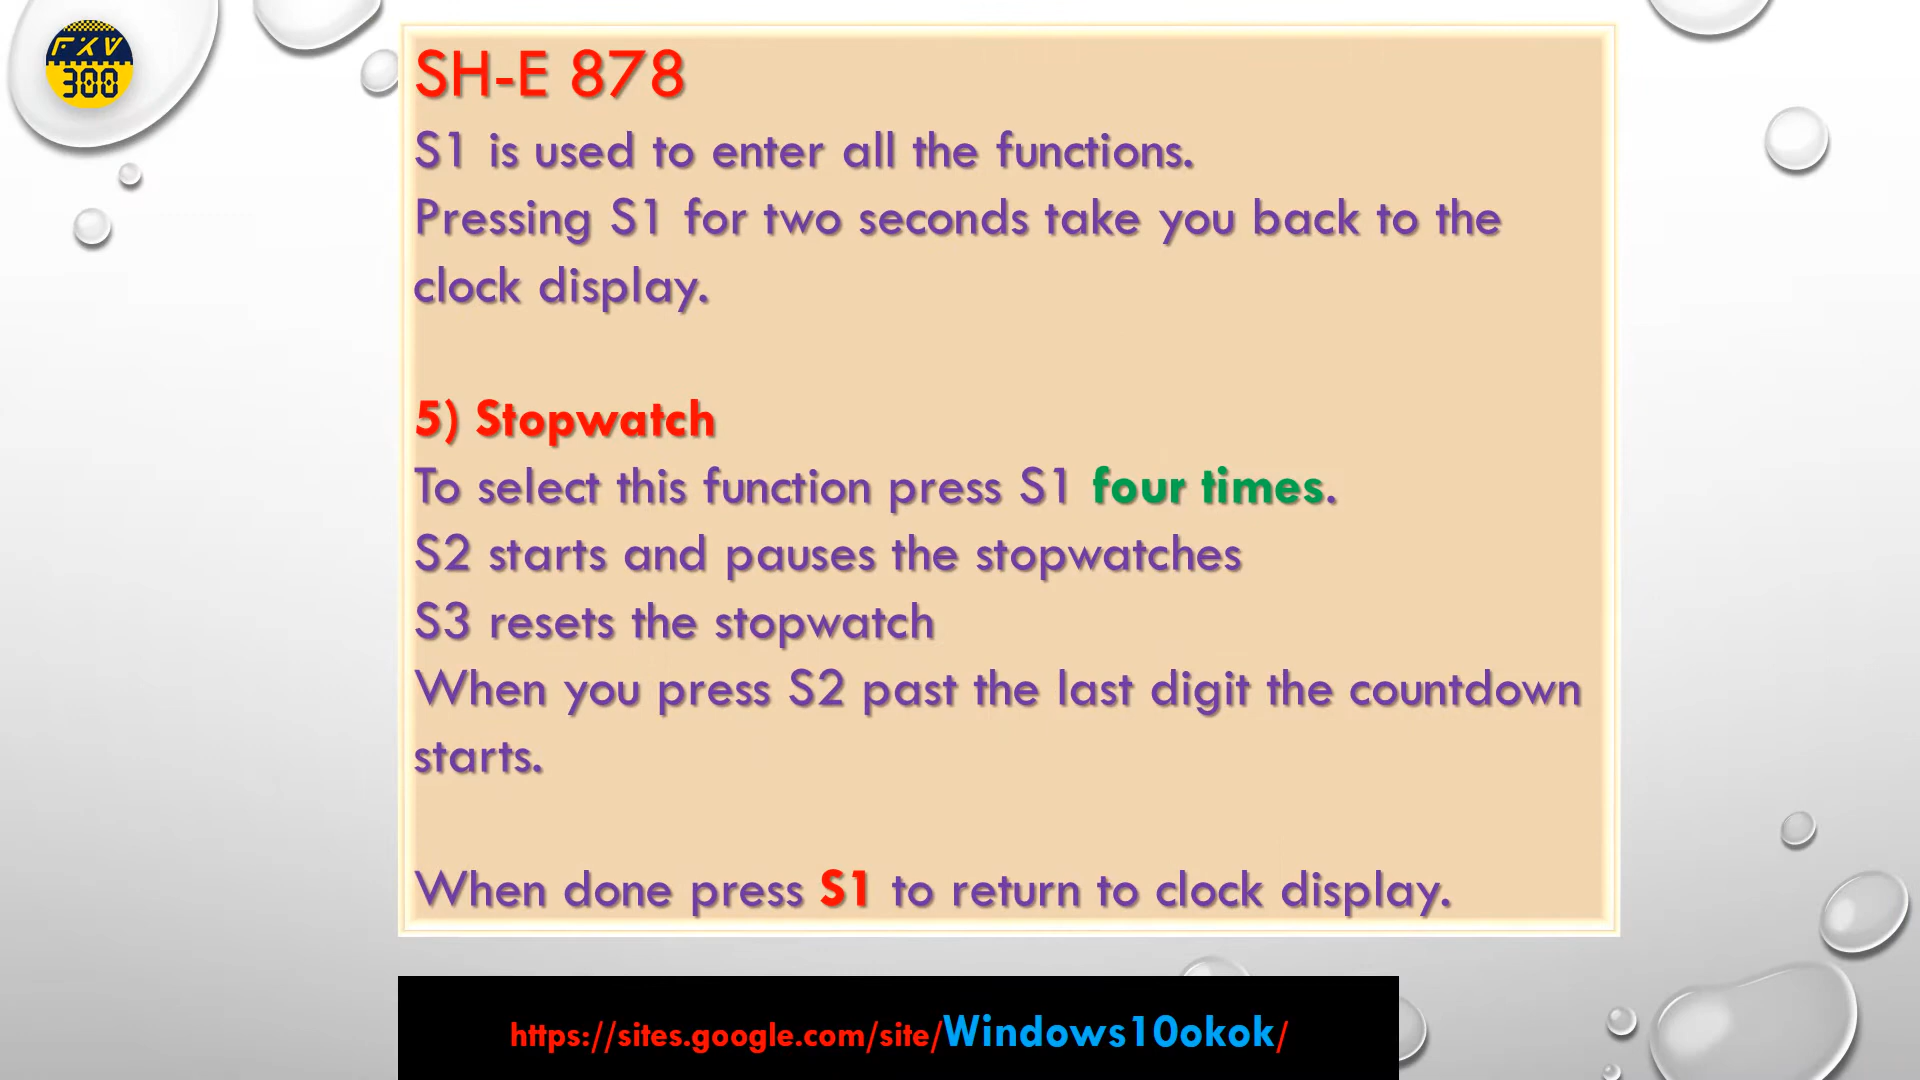 FXV
300
SH-E 878
S1 is used to enter all the functions.
Pressing S1 for two seconds take you back to the
clock display.
5) Stopwatch
To select this function press S1 four times.
S2 starts and pauses the stopwatches
S3 resets the stopwatch
When you press S2 past the last digit the countdown
starts.
When done press S1 to return to clock display.
https://sites.google.com/site/Windows10okok/